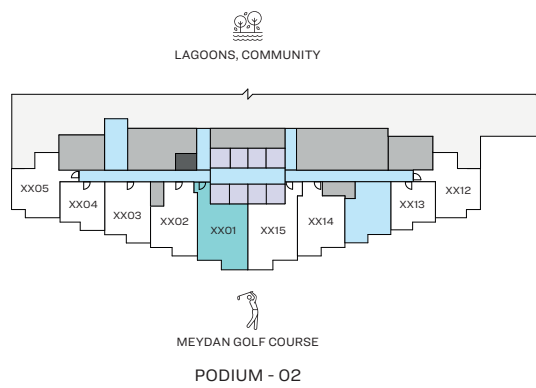 LAGOONS, COMMUNITY
XX05
XX04
XX03
XX02
XX01
XX15
XX14
XX13
XX12
MEYDAN GOLF COURSE
PODIUM - 02